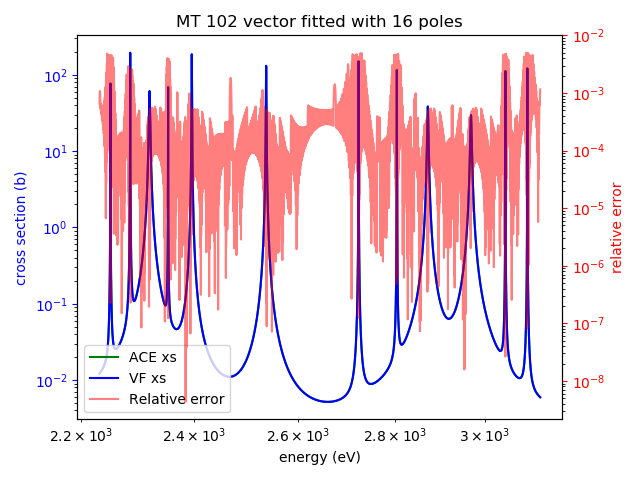 MT 102 vector fitted with 16 poles
cross section (b)
10² 10¹ 10⁰ 10⁻¹ 10⁻²
relative error
10⁻² 10⁻³ 10⁻⁴ 10⁻⁵ 10⁻⁶ 10⁻⁷ 10⁻⁸
ACE xs
VF xs
Relative error
2.2 × 10³ 2.4 × 10³ 2.6 × 10³ 2.8 × 10³ 3 × 10³
energy (eV)